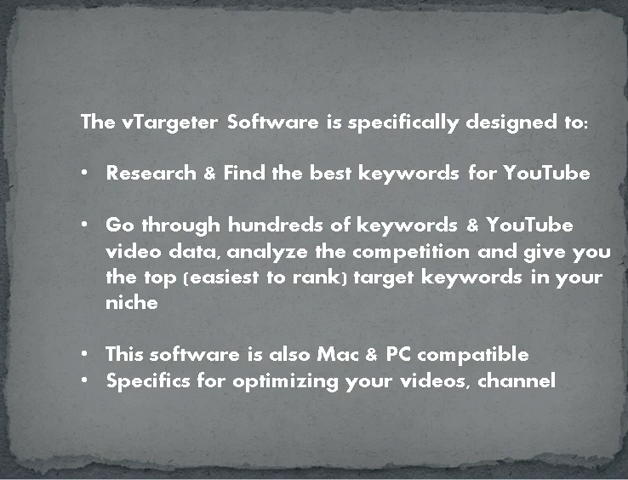 The vTargeter Software is specifically designed to:
• Research & Find the best keywords for YouTube
• Go through hundreds of keywords & YouTube
video data, analyze the competition and give you
the top (easiest to rank) target keywords in your
niche
• This software is also Mac & PC compatible
• Specifics for optimizing your videos, channel